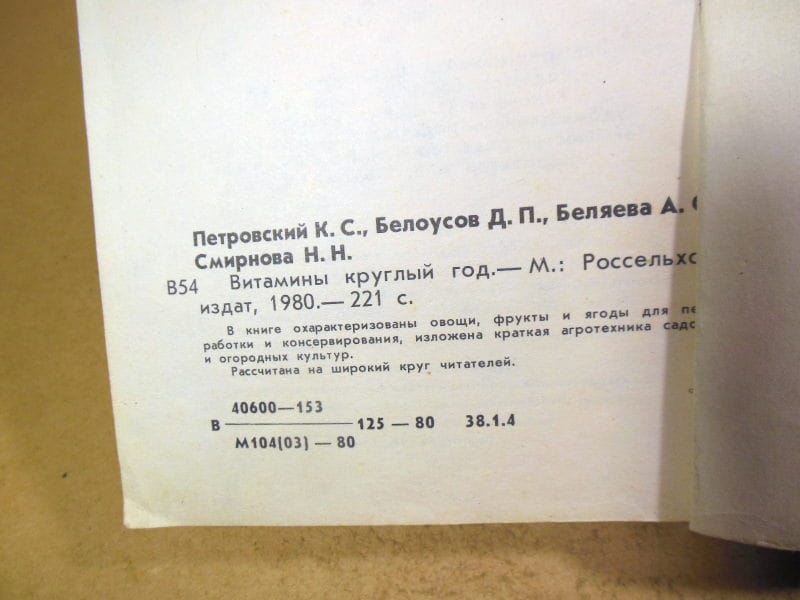 Петровский К. С., Белоусов Д. П., Беляева А.
Смирнова Н. Н.
В54 Витамины круглый год.— М.: Россельхо
издат, 1980.— 221 с.
В книге охарактеризованы овощи, фрукты и ягоды для пе
работки и консервирования, изложена краткая агротехника садо
и огородных культур.
Рассчитана на широкий круг читателей.
40600—153
В 125 — 80 38.1.4
М104(03) — 80